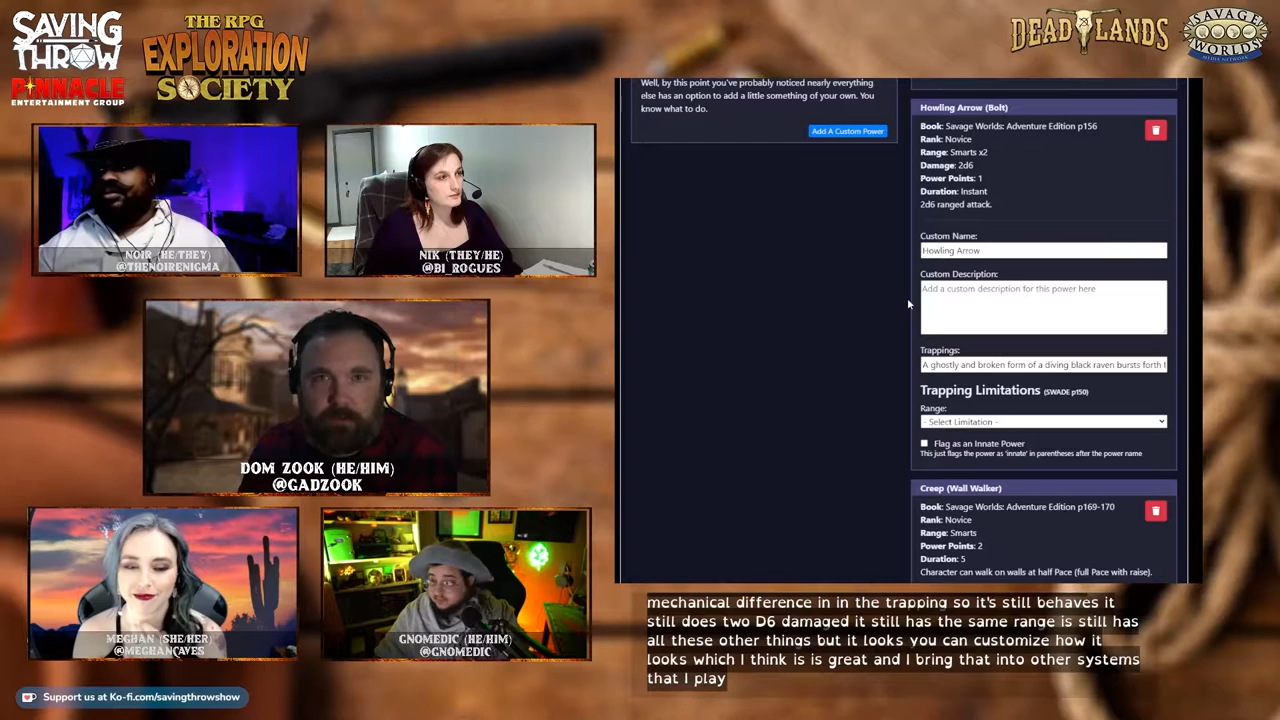 SAVING
THROW
PiNNACLE
ENTERTAINMENT GROUP
THE RPG
EXPLORATION
SOCIETY
DEADLANDS
SAVAGE
WORLDS
MEDIA NETWORK
NOIR (HE/THEY)
@THENOIRENIGMA
NIK (THEY/HE)
@BI_ROGUES
DOM ZOOK (HE/HIM)
@GADZOOK
MEGHAN (SHE/HER)
@MEGHANCAVES
GNOMEDIC (HE/HIM)
@GNOMEDIC
Support us at Ko-fi.com/savingthrowshow
Well, by this point you've probably noticed nearly everything
else has an option to add a little something of your own. You
know what to do.
Add A Custom Power
Howling Arrow (Bolt)
Book: Savage Worlds: Adventure Edition p156
Rank: Novice
Range: Smarts x2
Damage: 2d6
Power Points: 1
Duration: Instant
2d6 ranged attack.
Custom Name:
Howling Arrow
Custom Description:
Add a custom description for this power here
Trappings:
A ghostly and broken form of a diving black raven bursts forth
Trapping Limitations (SWADE p150)
Range:
- Select Limitation -
Flag as an Innate Power
This just flags the power as 'innate' in parentheses after the power name
Creep (Wall Walker)
Book: Savage Worlds: Adventure Edition p169-170
Rank: Novice
Range: Smarts
Power Points: 2
Duration: 5
Character can walk on walls at half Pace (full Pace with raise).
mechanical difference in in the trapping so it's still behaves it
still does two D6 damaged it still has the same range is still has
all these other things but it looks you can customize how it
looks which I think is is great and I bring that into other systems
that I play